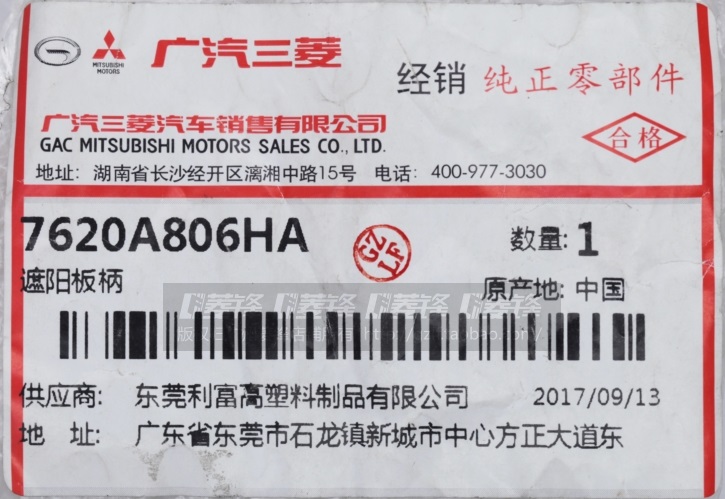 MITSUBISHI
MOTORS
广汽三菱
经销 纯正零部件
广汽三菱汽车销售有限公司
GAC MITSUBISHI MOTORS SALES CO., LTD.
合格
地址: 湖南省长沙经开区漓湘中路15号 电话: 400-977-3030
7620A806HA
GZ
LF
数量: 1
遮阳板柄
原产地: 中国
供应商: 东莞利富高塑料制品有限公司 2017/09/13
地 址: 广东省东莞市石龙镇新城市中心方正大道东